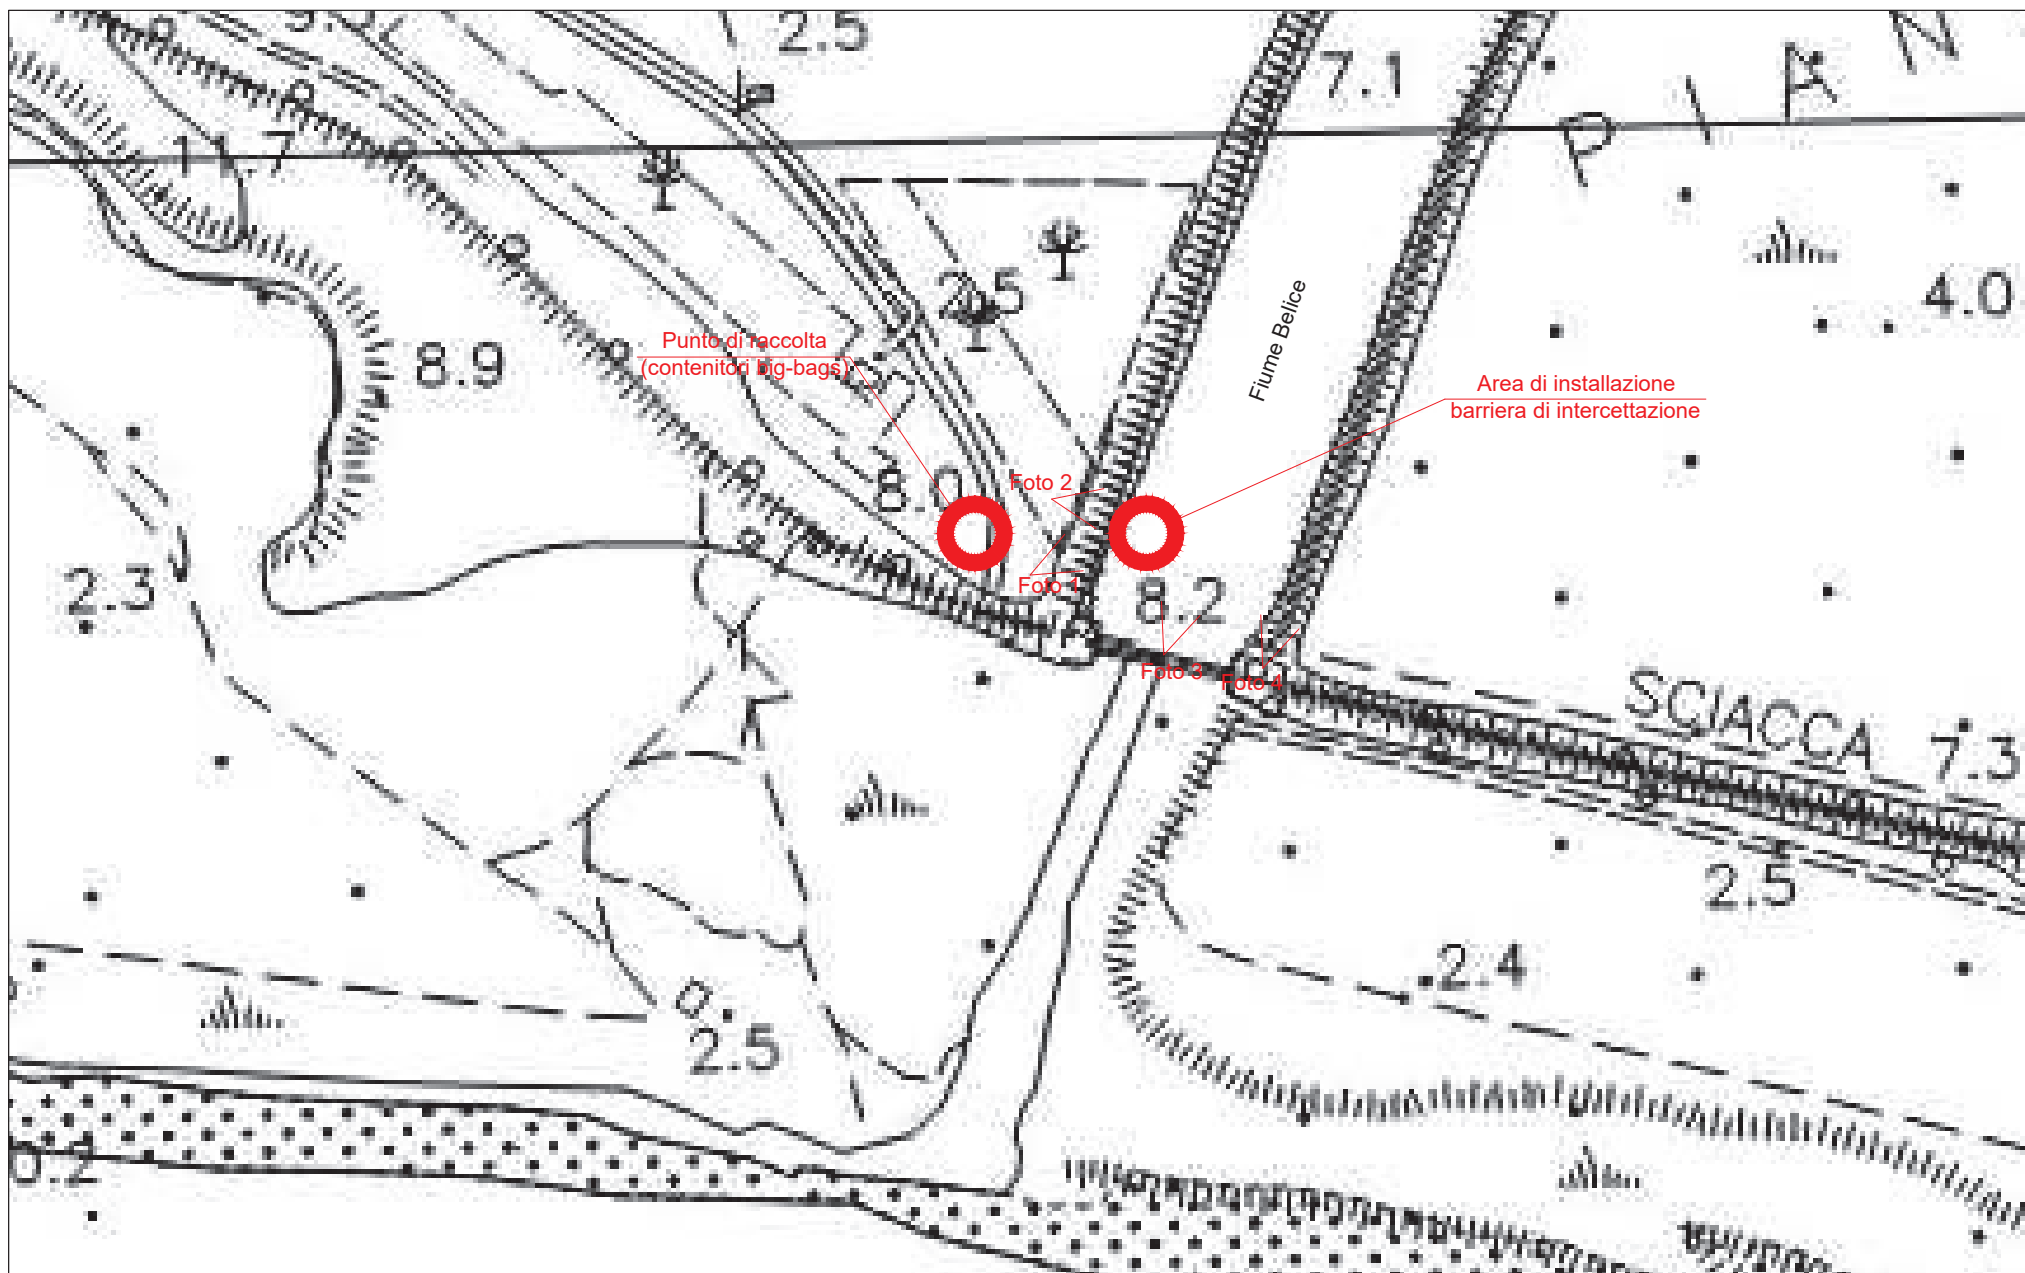 2.5
7.1
P I A N
11.7
2.5
4.0
Fiume Belice
Punto di raccolta
(contenitori big-bags)
8.9
Area di installazione
barriera di intercettazione
Foto 2
8.0
Foto 1
2.3
8.2
Foto 3
Foto 4
SCIACCA
7.3
2.5
2.4
2.5
0.2